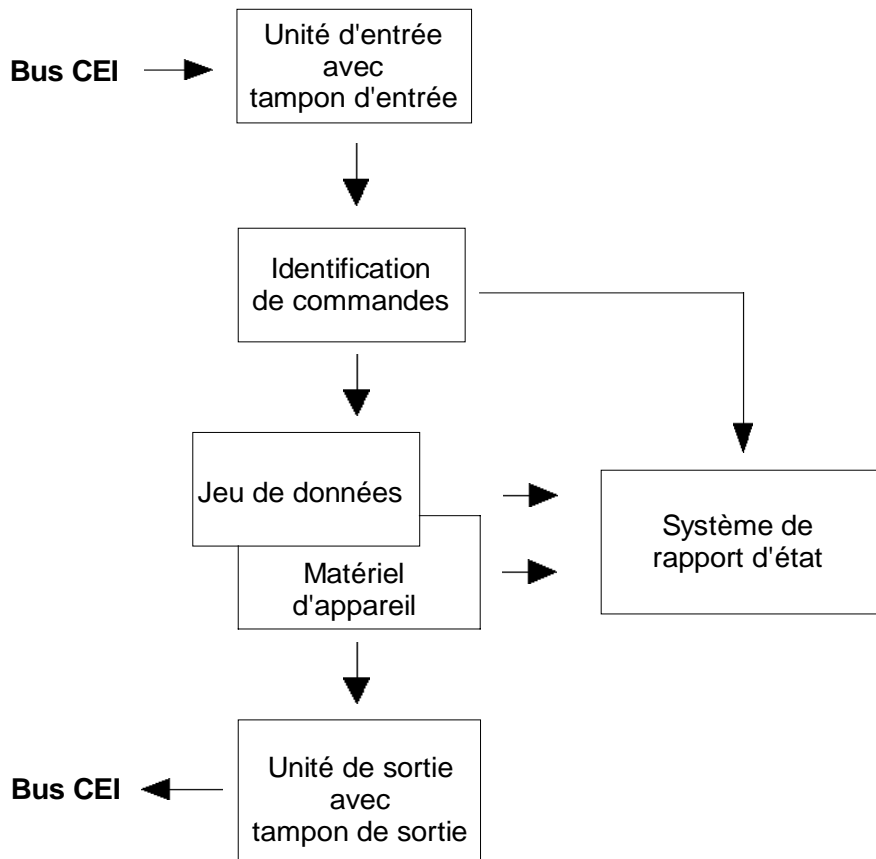 Unité d'entrée
avec
tampon d'entrée
Bus CEI
Identification
de commandes
Jeu de données
Matériel
d'appareil
Système de
rapport d'état
Unité de sortie
avec
tampon de sortie
Bus CEI